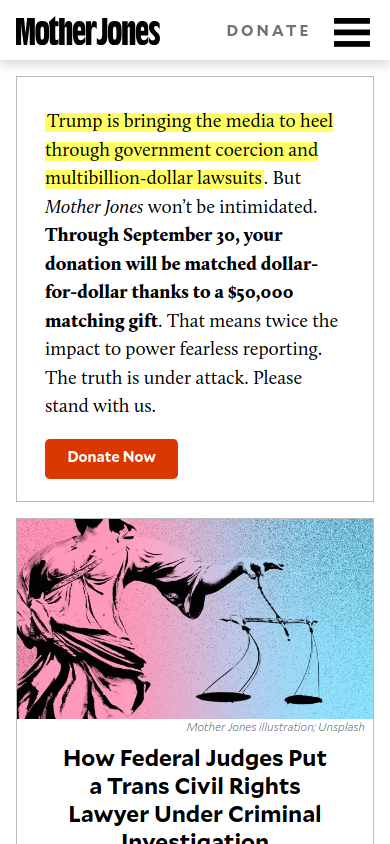 Mother Jones
DONATE
Trump is bringing the media to heel
through government coercion and
multibillion-dollar lawsuits. But
Mother Jones won’t be intimidated.
Through September 30, your
donation will be matched dollar-
for-dollar thanks to a $50,000
matching gift. That means twice the
impact to power fearless reporting.
The truth is under attack. Please
stand with us.
Donate Now
Mother Jones illustration; Unsplash
How Federal Judges Put
a Trans Civil Rights
Lawyer Under Criminal
Investigation